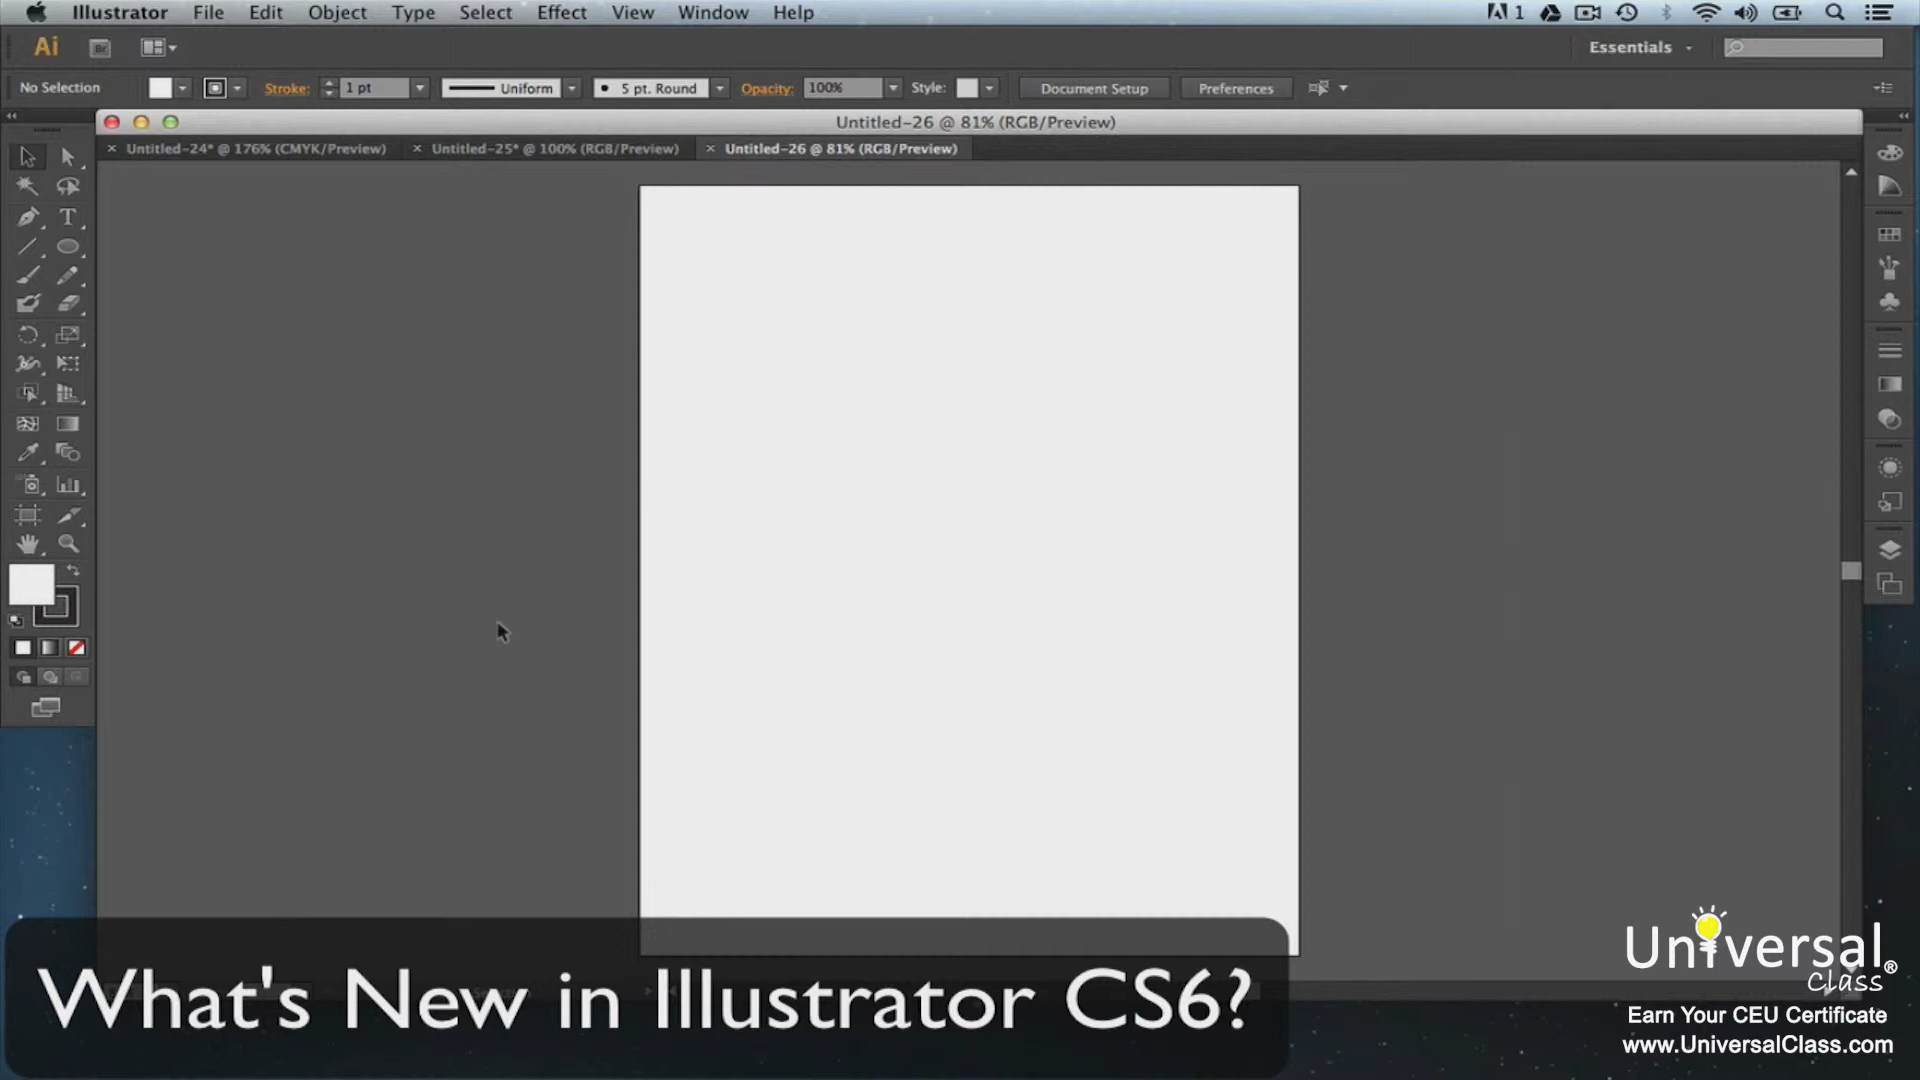 Illustrator File Edit Object Type Select Effect View Window Help 1
Ai Br Essentials
No Selection Stroke: 1 pt Uniform 5 pt. Round Opacity: 100% Style: Document Setup Preferences
Untitled-26 @ 81% (RGB/Preview)
× Untitled-24* @ 176% (CMYK/Preview) × Untitled-25* @ 100% (RGB/Preview) × Untitled-26 @ 81% (RGB/Preview)
What's New in Illustrator CS6?
Universal®
Class
Earn Your CEU Certificate
www.UniversalClass.com